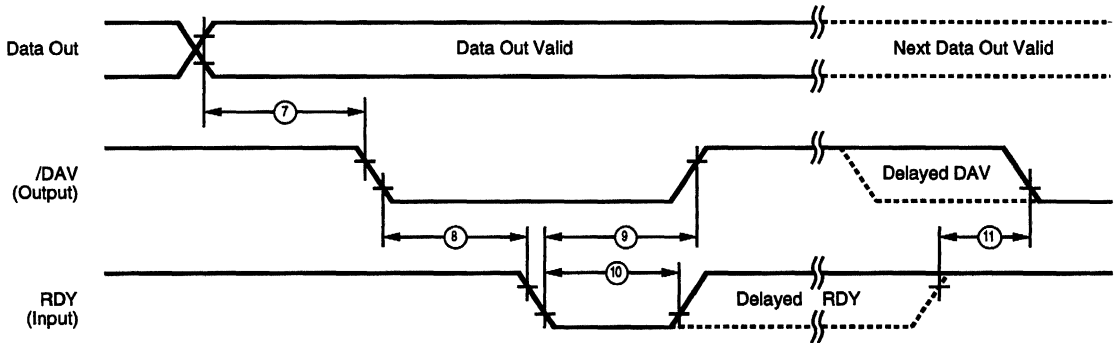 Data Out
Data Out Valid
Next Data Out Valid
7
/DAV
(Output)
Delayed DAV
8
9
11
10
RDY
(Input)
Delayed RDY